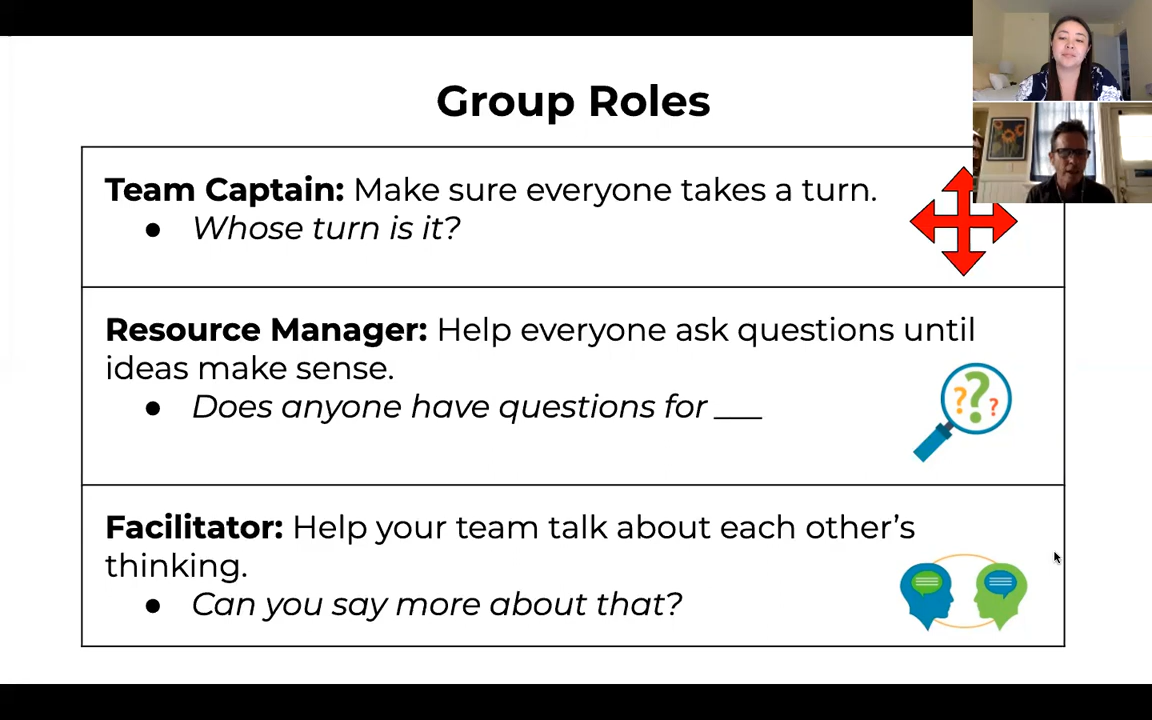 Group Roles
Team Captain: Make sure everyone takes a turn.
● Whose turn is it?
Resource Manager: Help everyone ask questions until
ideas make sense.
● Does anyone have questions for ___
? ? ?
Facilitator: Help your team talk about each other’s
thinking.
● Can you say more about that?